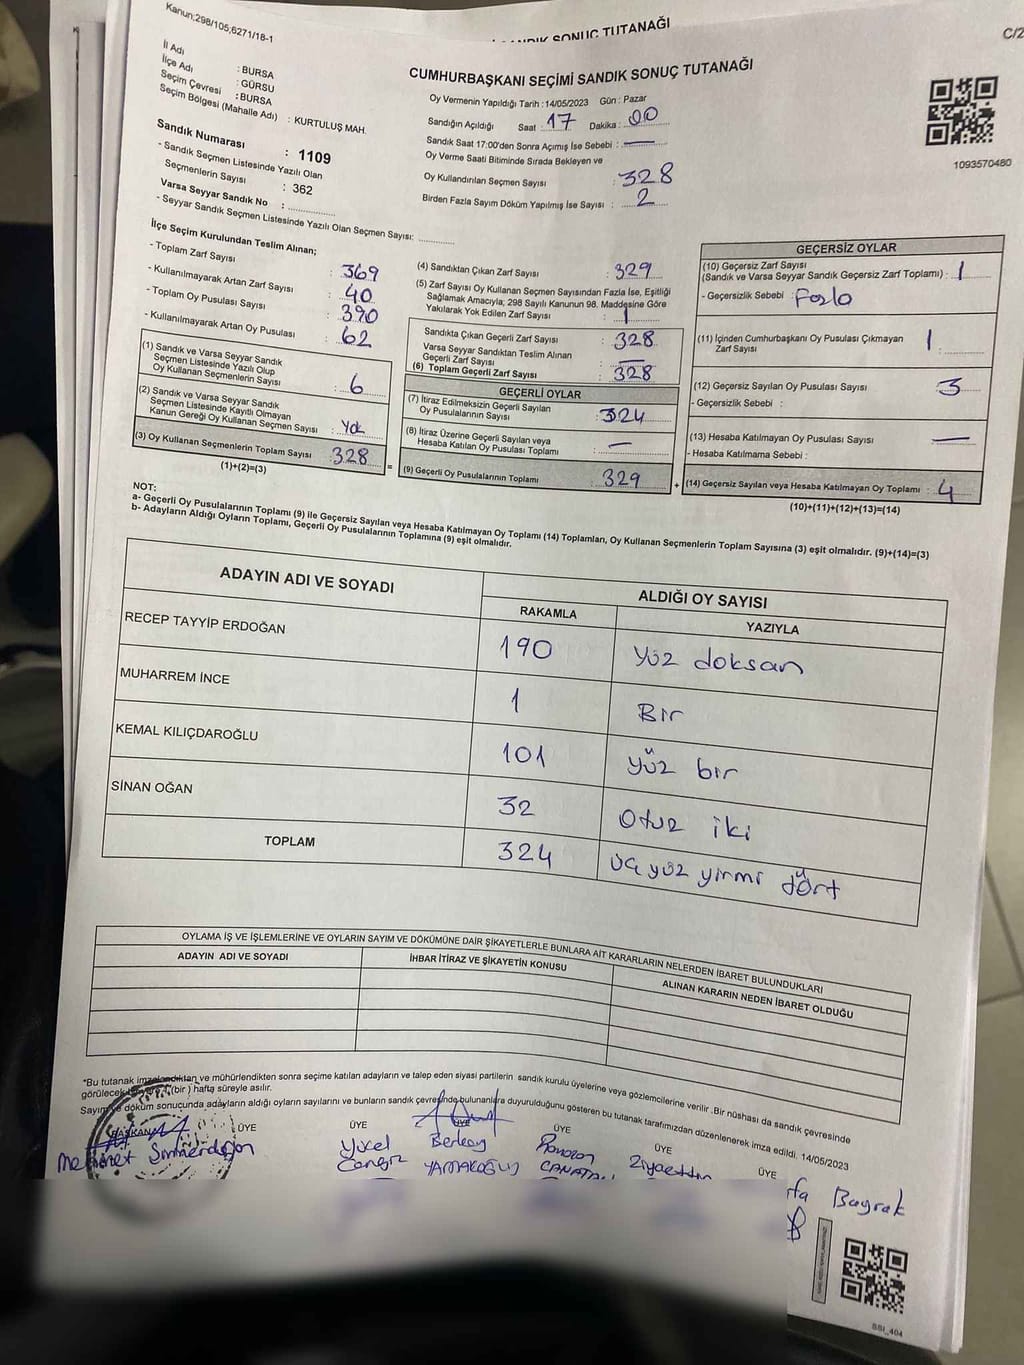 SANDIK SONUÇ TUTANAĞI
Kanun;298/105,6271/18-1
C/2
CUMHURBAŞKANI SEÇİMİ SANDIK SONUÇ TUTANAĞI
İl Adı : BURSA
İlçe Adı : GÜRSU
Seçim Çevresi : BURSA
Seçim Bölgesi (Mahalle Adı) : KURTULUŞ MAH.
Sandık Numarası : 1109
- Sandık Seçmen Listesinde Yazılı Olan
Seçmenlerin Sayısı : 362
Varsa Seyyar Sandık No :
- Seyyar Sandık Seçmen Listesinde Yazılı Olan Seçmen Sayısı:
Oy Vermenin Yapıldığı Tarih : 14/05/2023 Gün : Pazar
Sandığın Açıldığı Saat : 17 Dakika : 00
Sandık Saat 17:00'den Sonra Açımış İse Sebebi : —
Oy Verme Saati Bitiminde Sırada Bekleyen ve
Oy Kullandırılan Seçmen Sayısı : 328
Birden Fazla Sayım Döküm Yapılmış İse Sayısı : 2
1093570480
İlçe Seçim Kurulundan Teslim Alınan;
- Toplam Zarf Sayısı : 369
- Kullanılmayarak Artan Zarf Sayısı : 40
- Toplam Oy Pusulası Sayısı : 390
- Kullanılmayarak Artan Oy Pusulası : 62
(1) Sandık ve Varsa Seyyar Sandık
Seçmen Listesinde Yazılı Olup
Oy Kullanan Seçmenlerin Sayısı : 6
(2) Sandık ve Varsa Seyyar Sandık
Seçmen Listesinde Kayıtlı Olmayan
Kanun Gereği Oy Kullanan Seçmen Sayısı : Yok
(3) Oy Kullanan Seçmenlerin Toplam Sayısı : 328
(1)+(2)=(3)
=
(4) Sandıktan Çıkan Zarf Sayısı : 329
(5) Zarf Sayısı Oy Kullanan Seçmen Sayısından Fazla İse, Eşitliği
Sağlamak Amacıyla; 298 Sayılı Kanunun 98. Maddesine Göre
Yakılarak Yok Edilen Zarf Sayısı : 1
Sandıkta Çıkan Geçerli Zarf Sayısı : 328
Varsa Seyyar Sandıktan Teslim Alınan
Geçerli Zarf Sayısı : —
(6) Toplam Geçerli Zarf Sayısı : 328
GEÇERLİ OYLAR
(7) İtiraz Edilmeksizin Geçerli Sayılan
Oy Pusulalarının Sayısı : 324
(8) İtiraz Üzerine Geçerli Sayılan veya
Hesaba Katılan Oy Pusulası Toplamı : —
(9) Geçerli Oy Pusulalarının Toplamı : 329
+
GEÇERSİZ OYLAR
(10) Geçersiz Zarf Sayısı
(Sandık ve Varsa Seyyar Sandık Geçersiz Zarf Toplamı) : 1
- Geçersizlik Sebebi : Fazla
(11) İçinden Cumhurbaşkanı Oy Pusulası Çıkmayan
Zarf Sayısı : 1
(12) Geçersiz Sayılan Oy Pusulası Sayısı : 3
- Geçersizlik Sebebi :
(13) Hesaba Katılmayan Oy Pusulası Sayısı : —
- Hesaba Katılmama Sebebi :
(14) Geçersiz Sayılan veya Hesaba Katılmayan Oy Toplamı : 4
(10)+(11)+(12)+(13)=(14)
NOT:
a- Geçerli Oy Pusulalarının Toplamı (9) ile Geçersiz Sayılan veya Hesaba Katılmayan Oy Toplamı (14) Toplamları, Oy Kullanan Seçmenlerin Toplam Sayısına (3) eşit olmalıdır. (9)+(14)=(3)
b- Adayların Aldığı Oyların Toplamı, Geçerli Oy Pusulalarının Toplamına (9) eşit olmalıdır.
ADAYIN ADI VE SOYADI ALDIĞI OY SAYISI
RAKAMLA YAZIYLA
RECEP TAYYİP ERDOĞAN 190 Yüz doksan
MUHARREM İNCE 1 Bir
KEMAL KILIÇDAROĞLU 101 Yüz bir
SİNAN OĞAN 32 Otuz iki
TOPLAM 324 üç yüz yirmi dört
OYLAMA İŞ VE İŞLEMLERİNE VE OYLARIN SAYIM VE DÖKÜMÜNE DAİR ŞİKAYETLERLE BUNLARA AİT KARARLARIN NELERDEN İBARET BULUNDUKLARI
ADAYIN ADI VE SOYADI İHBAR İTİRAZ VE ŞİKAYETİN KONUSU ALINAN KARARIN NEDEN İBARET OLDUĞU
*Bu tutanak imzalandıktan ve mühürlendikten sonra seçime katılan adayların ve talep eden siyasi partilerin sandık kurulu üyelerine veya gözlemcilerine verilir .Bir nüshası da sandık çevresinde
görülecek bir yere 1 (bir ) hafta süreyle asılır.
Sayım ve döküm sonucunda adayların aldığı oyların sayılarını ve bunların sandık çevresinde bulunanlara duyurulduğunu gösteren bu tutanak tarafımızdan düzenlenerek imza edildi. 14/05/2023
BAŞKAN ÜYE ÜYE ÜYE ÜYE ÜYE ÜYE
Mehmet
Yücel
Cengiz
Berkay
YAMAKOĞLU
Ramazan
Ziyaettin
Bayrak
SSI_404